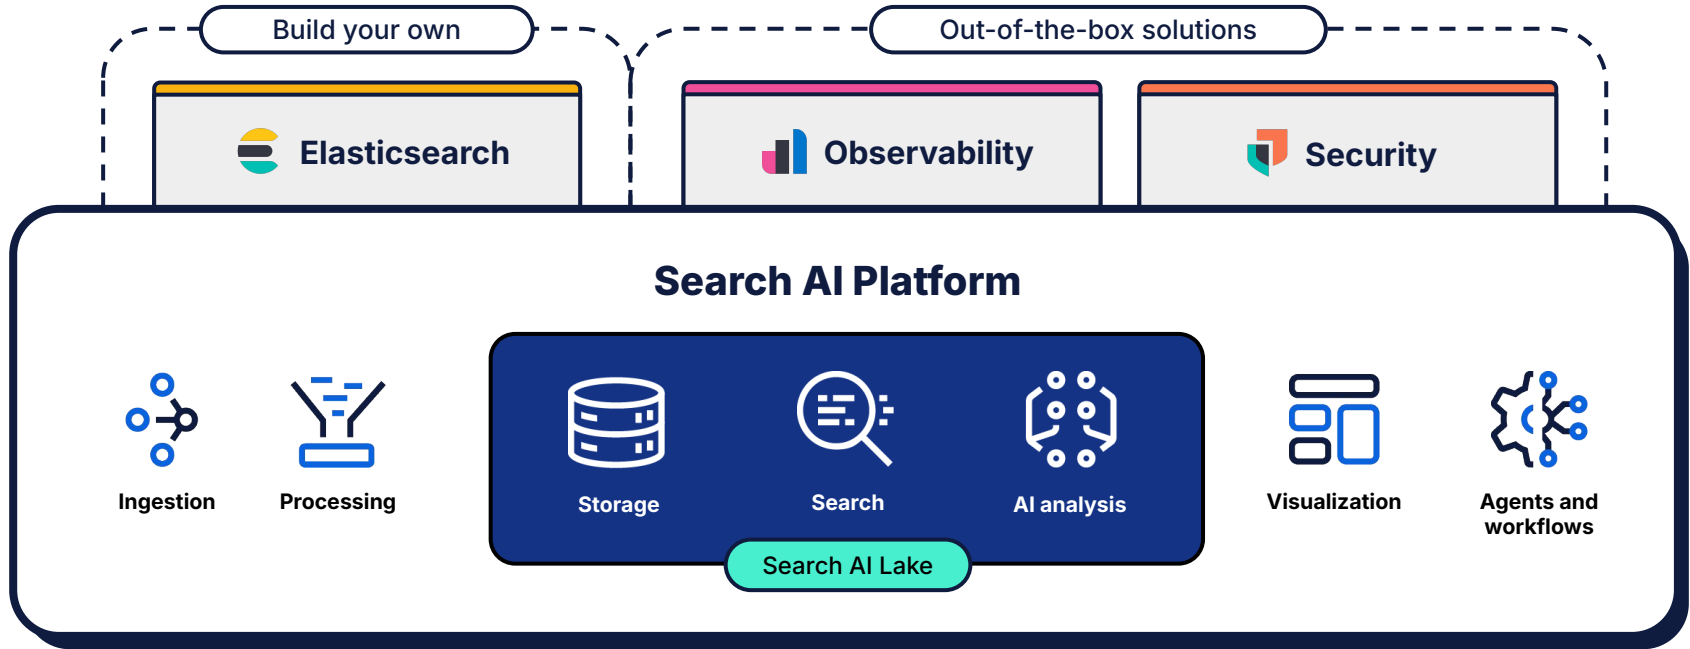 Build your own
Out-of-the-box solutions
Elasticsearch
Observability
Security
Search AI Platform
Ingestion
Processing
Storage
Search
AI analysis
Visualization
Agents and
workflows
Search AI Lake